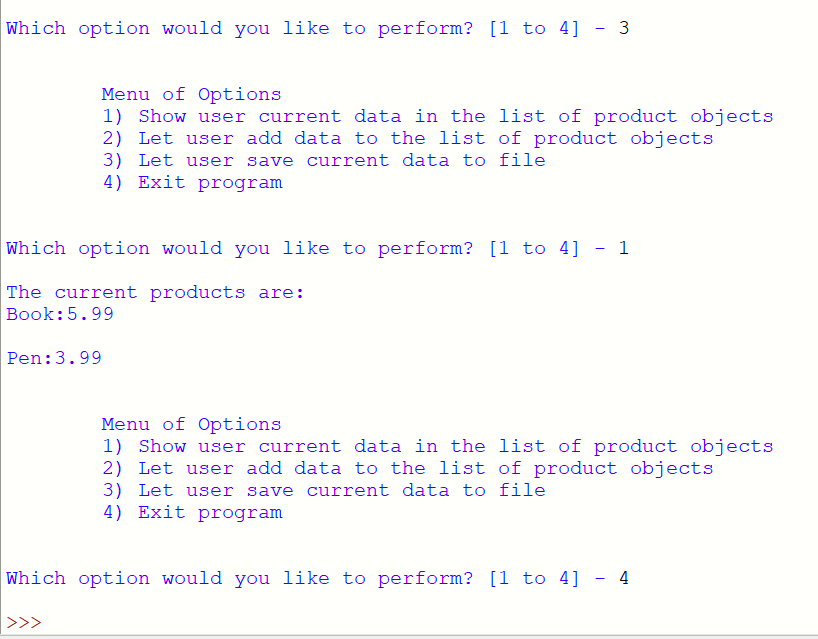 Which option would you like to perform? [1 to 4] - 3
Menu of Options
1) Show user current data in the list of product objects
2) Let user add data to the list of product objects
3) Let user save current data to file
4) Exit program
Which option would you like to perform? [1 to 4] - 1
The current products are:
Book:5.99
Pen:3.99
Menu of Options
1) Show user current data in the list of product objects
2) Let user add data to the list of product objects
3) Let user save current data to file
4) Exit program
Which option would you like to perform? [1 to 4] - 4
>>>